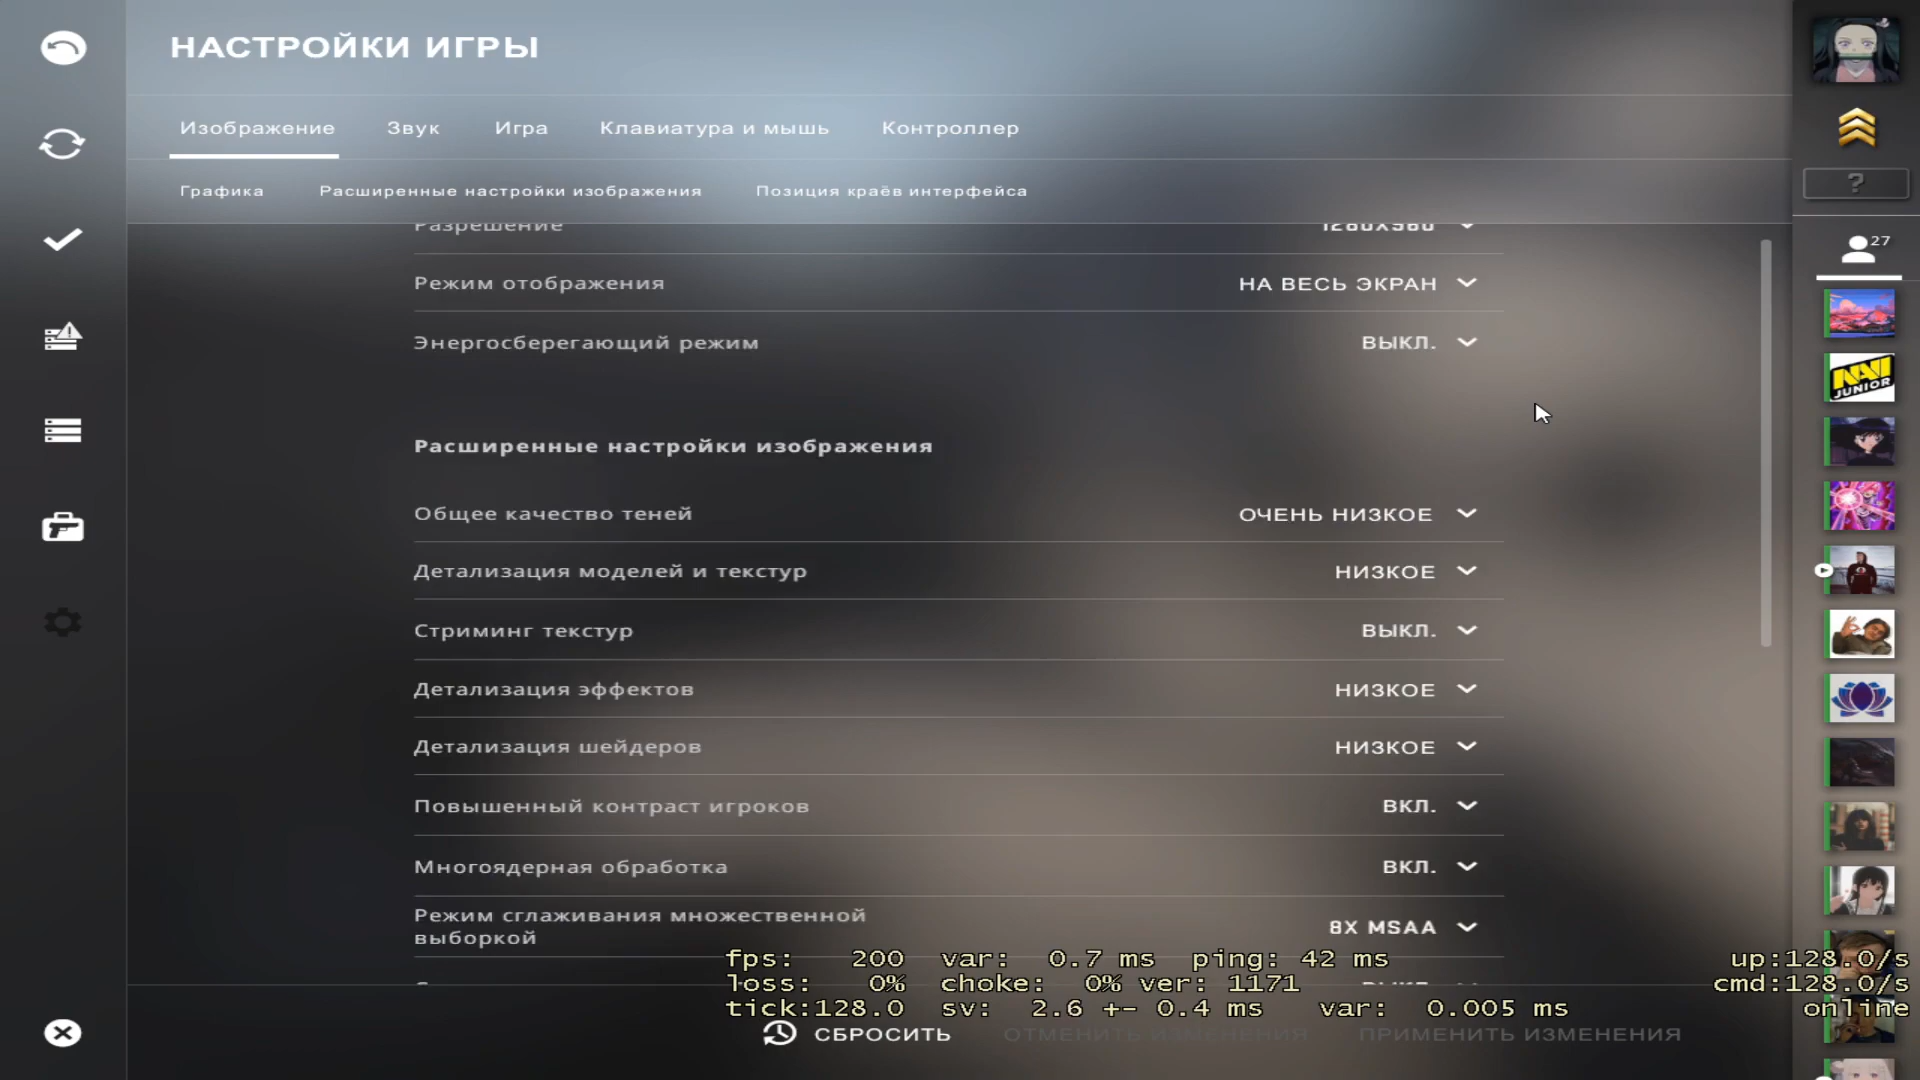 НАСТРОЙКИ ИГРЫ
Изображение Звук Игра Клавиатура и мышь Контроллер
Графика Расширенные настройки изображения Позиция краёв интерфейса
?
27
Разрешение 1280X960
Режим отображения НА ВЕСЬ ЭКРАН
Энергосберегающий режим ВЫКЛ.
NAVI
JUNIOR
Расширенные настройки изображения
Общее качество теней ОЧЕНЬ НИЗКОЕ
Детализация моделей и текстур НИЗКОЕ
Стриминг текстур ВЫКЛ.
Детализация эффектов НИЗКОЕ
Детализация шейдеров НИЗКОЕ
Повышенный контраст игроков ВКЛ.
Многоядерная обработка ВКЛ.
Режим сглаживания множественной
выборкой 8X MSAA
fps: 200 var: 0.7 ms ping: 42 ms up:128.0/s
loss: 0% choke: 0% ver: 1171 cmd:128.0/s
tick:128.0 sv: 2.6 +- 0.4 ms var: 0.005 ms online
СБРОСИТЬ ОТМЕНИТЬ ИЗМЕНЕНИЯ ПРИМЕНИТЬ ИЗМЕНЕНИЯ